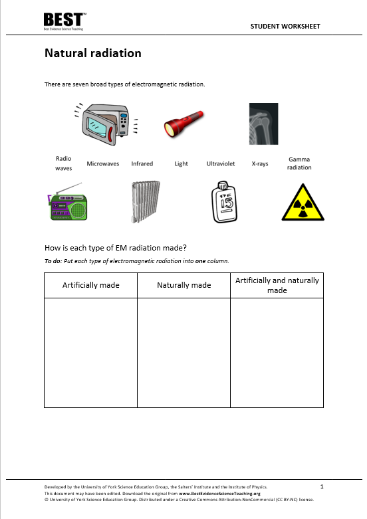 BEST
Best Evidence Science Teaching
STUDENT WORKSHEET
Natural radiation
There are seven broad types of electromagnetic radiation.
Radio waves
Microwaves
Infrared
Light
Ultraviolet
X-rays
Gamma radiation
15
How is each type of EM radiation made?
To do: Put each type of electromagnetic radiation into one column.
Artificially made
Naturally made
Artificially and naturally made
Developed by the University of York Science Education Group, the Salters' Institute and the Institute of Physics.
1
This document may have been edited. Download the original from www.BestEvidenceScienceTeaching.org
© University of York Science Education Group. Distributed under a Creative Commons Attribution-NonCommercial (CC BY-NC) license.